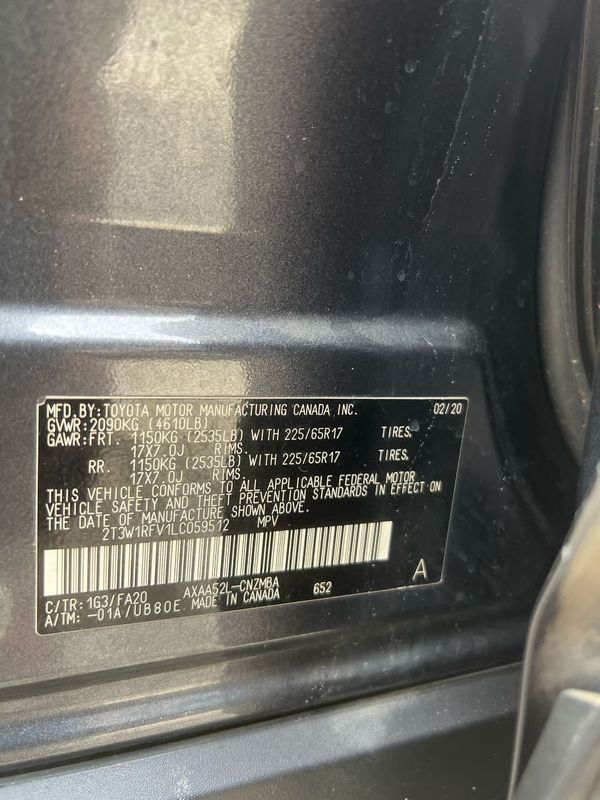 MFD.BY:TOYOTA MOTOR MANUFACTURING CANADA INC. 02/20
GVWR:2090KG (4610LB)
GAWR:FRT. 1150KG (2535LB) WITH 225/65R17 TIRES,
17X7.0J RIMS.
RR. 1150KG (2535LB) WITH 225/65R17 TIRES,
17X7.0J RIMS.
THIS VEHICLE CONFORMS TO ALL APPLICABLE FEDERAL MOTOR
VEHICLE SAFETY AND THEFT PREVENTION STANDARDS IN EFFECT ON
THE DATE OF MANUFACTURE SHOWN ABOVE.
2T3W1RFV1LC059512 MPV
C/TR:1G3/FA20 AXAA52L-CNZMBA 652 A
A/TM:-01A/UB80E. MADE IN CANADA